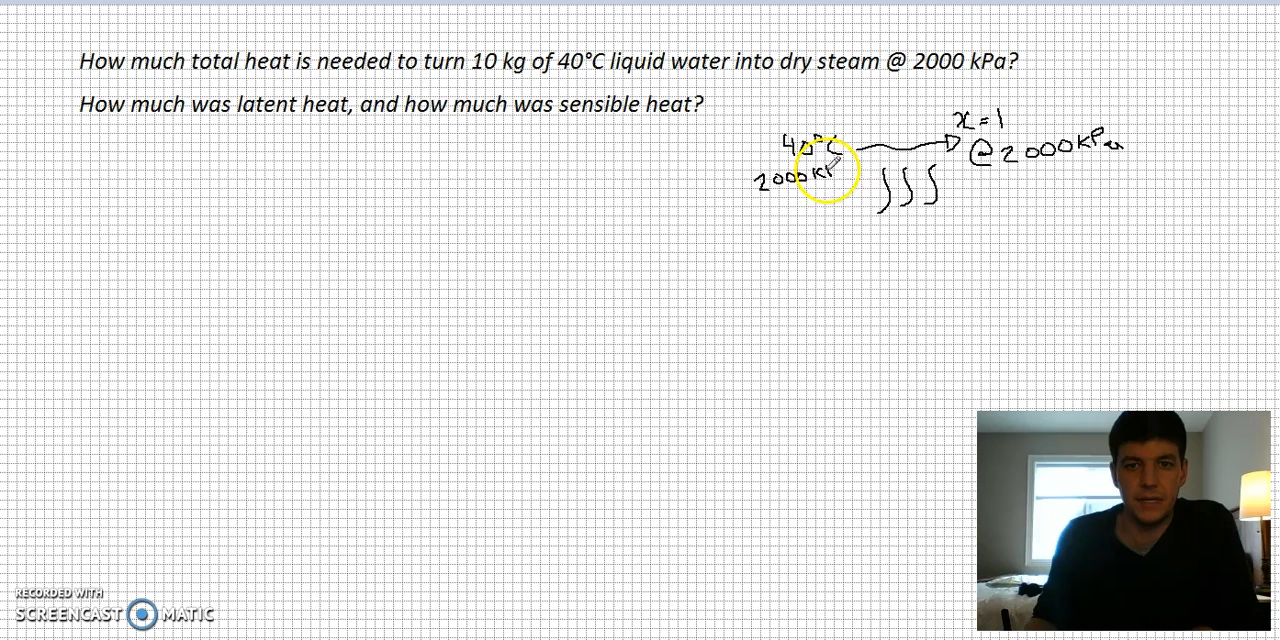 How much total heat is needed to turn 10 kg of 40°C liquid water into dry steam @ 2000 kPa?
How much was latent heat, and how much was sensible heat?
x = 1
40°C
@ 2000 kPa
2000 kP
RECORDED WITH
SCREENCAST MATIC